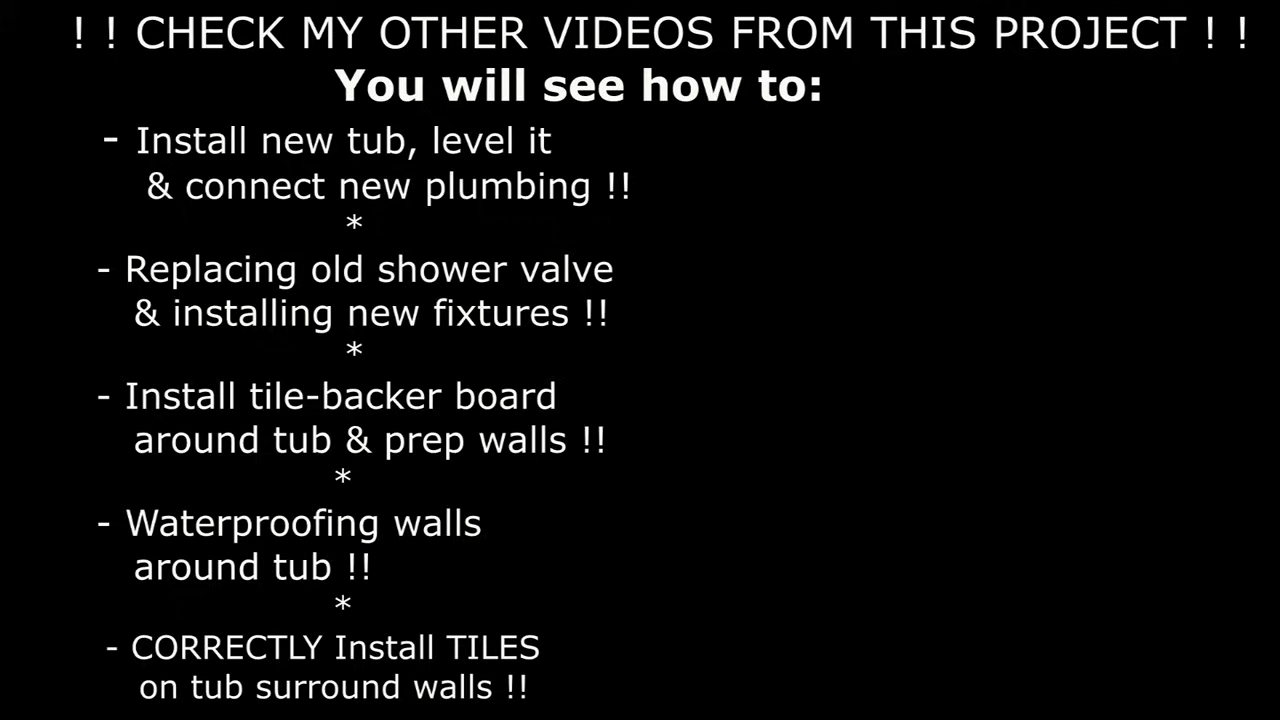 ! ! CHECK MY OTHER VIDEOS FROM THIS PROJECT ! !
You will see how to:
- Install new tub, level it
& connect new plumbing !!
*
- Replacing old shower valve
& installing new fixtures !!
*
- Install tile-backer board
around tub & prep walls !!
*
- Waterproofing walls
around tub !!
*
- CORRECTLY Install TILES
on tub surround walls !!